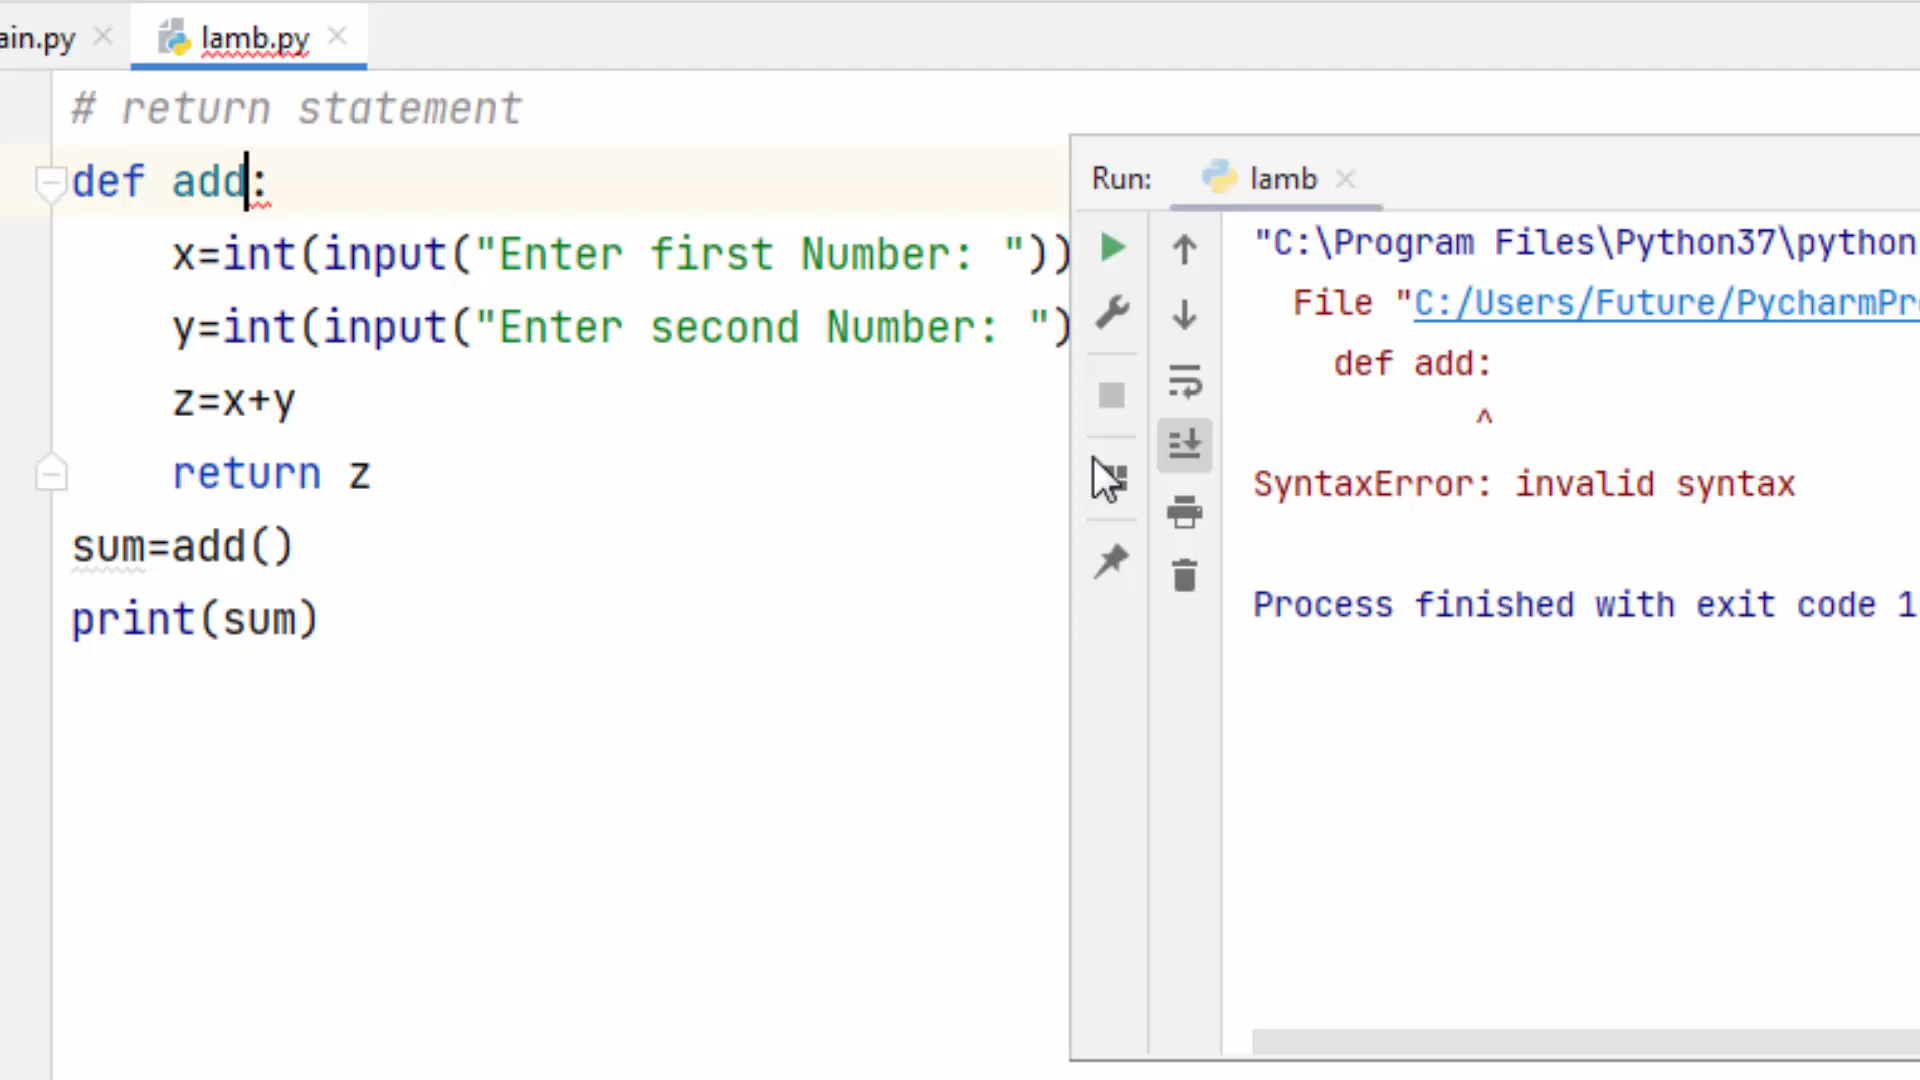 ain.py
lamb.py
# return statement
def add:
x=int(input("Enter first Number: "))
y=int(input("Enter second Number: ")
z=x+y
return z
sum=add()
print(sum)
Run:
lamb
"C:\Program Files\Python37\python
File "C:/Users/Future/PycharmPr
def add:
^
SyntaxError: invalid syntax
Process finished with exit code 1